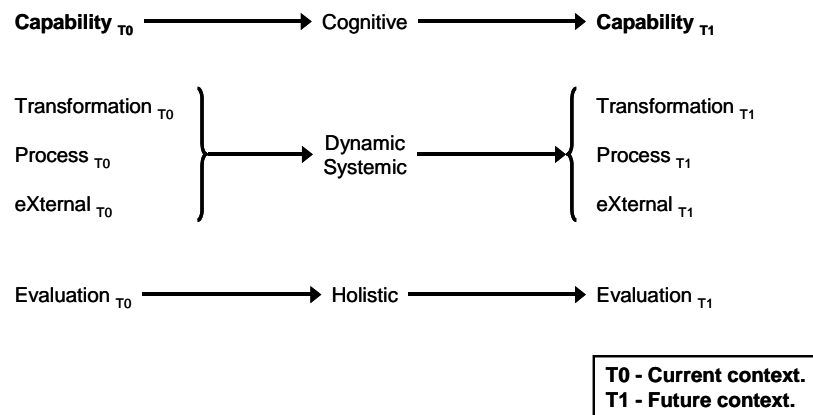 Capability T0 Cognitive Capability T1
Transformation T0 Transformation T1
Dynamic
Process T0 Process T1
Systemic
eXternal T0 eXternal T1
Evaluation T0 Holistic Evaluation T1
T0 - Current context.
T1 - Future context.